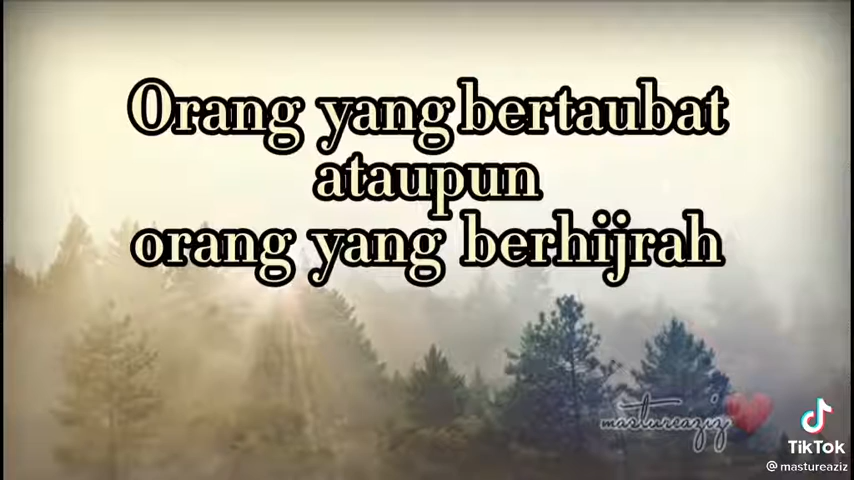 Orang yang bertaubat
ataupun
orang yang berhijrah
mastureaziz
TikTok
@mastureaziz